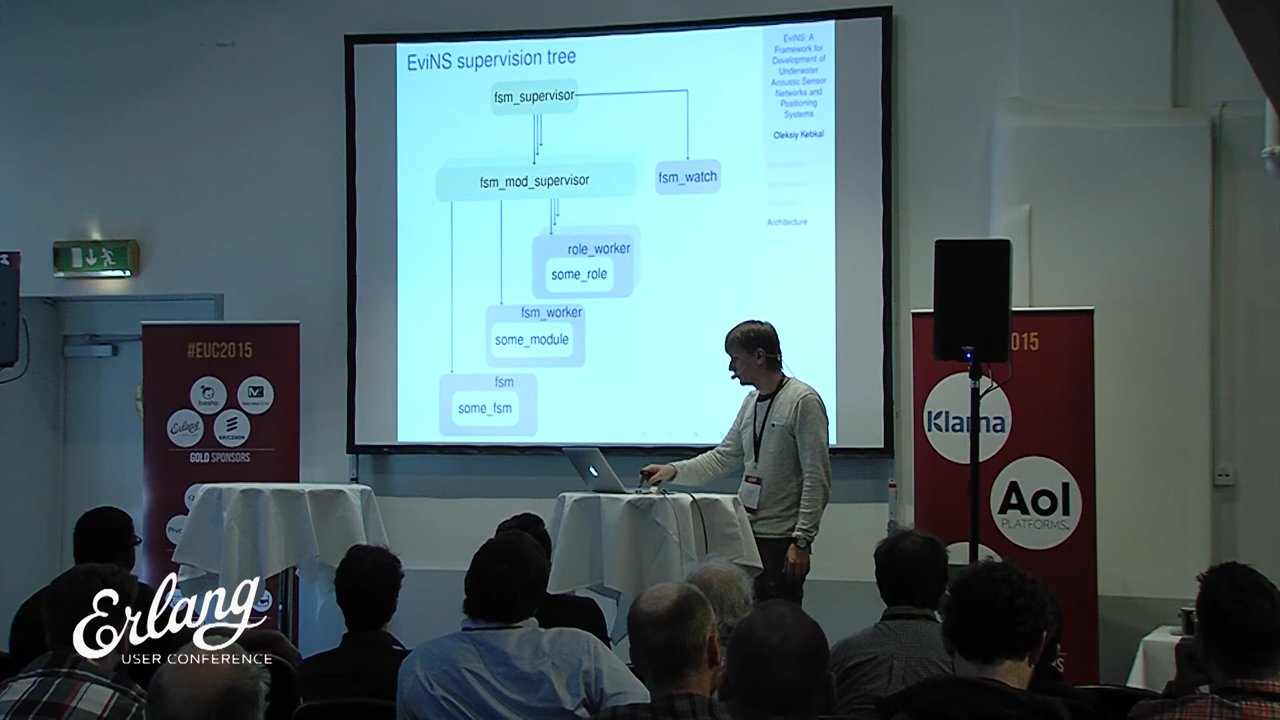 EviNS supervision tree
fsm_supervisor
fsm_mod_supervisor
fsm_watch
role_worker
some_role
fsm_worker
some_module
fsm
some_fsm
EviNS: A
Framework for
Development of
Underwater
Acoustic Sensor
Networks and
Positioning
Systems
Oleksiy Kebkal
Architecture
#EUC2015
basho
Erlang
ERICSSON
GOLD SPONSORS
015
Klarna
Aol
PLATFORMS.
Erlang
USER CONFERENCE